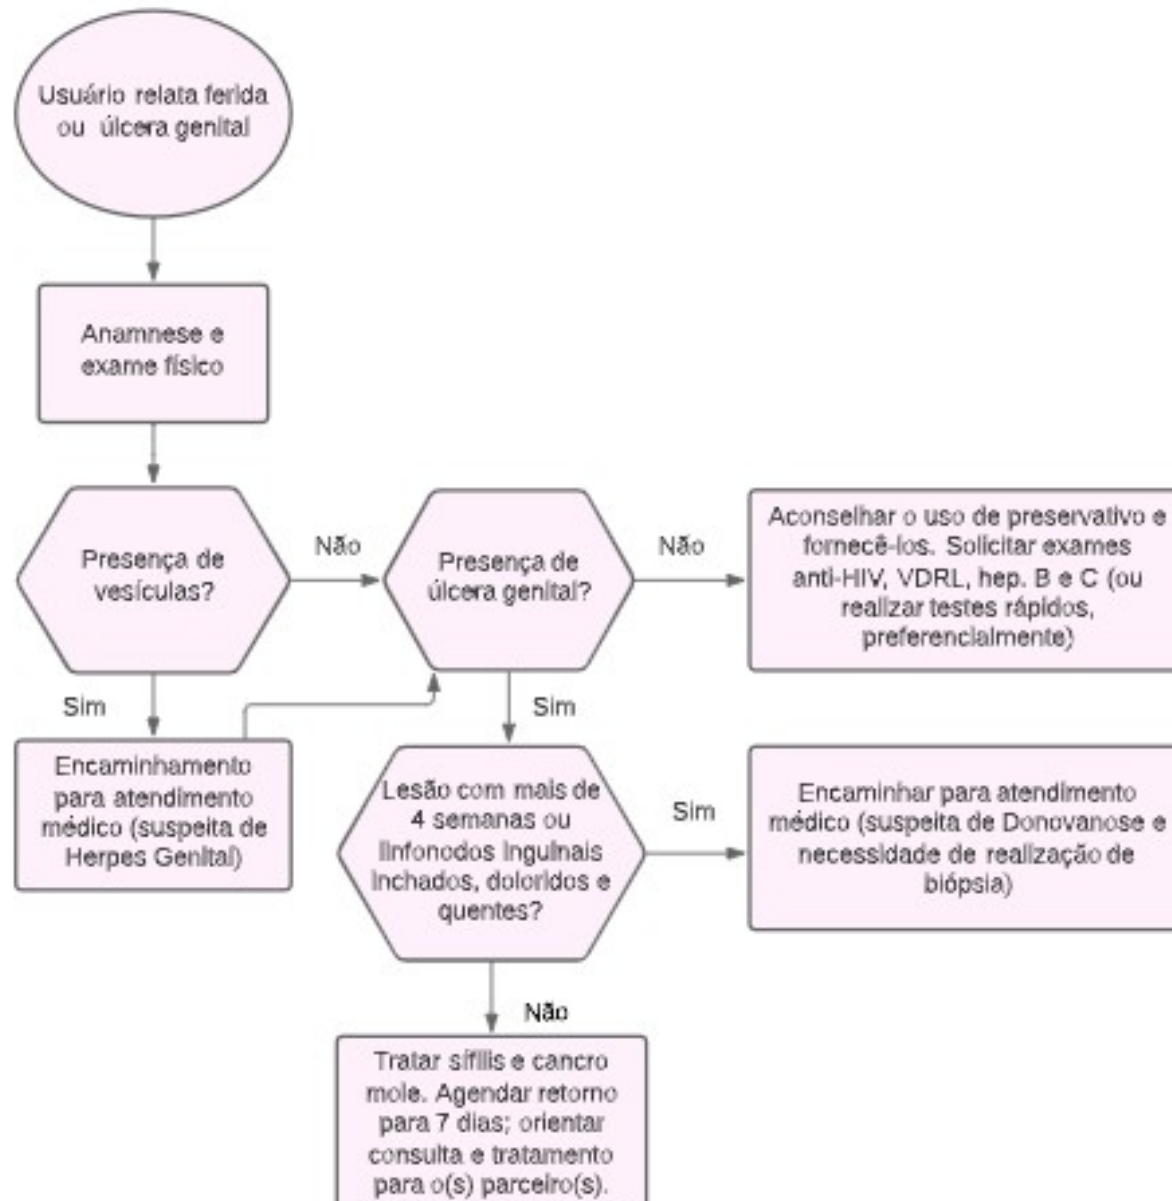 Usuário relata ferida
ou úlcera genital
Anamnese e
exame físico
Presença de
vesículas?
Não
Presença de
úlcera genital?
Não
Aconselhar o uso de preservativo e
fornecê-los. Solicitar exames
anti-HIV, VDRL, hep. B e C (ou
realizar testes rápidos,
preferencialmente)
Sim
Encaminhamento
para atendimento
médico (suspeita de
Herpes Genital)
Sim
Lesão com mais de
4 semanas ou
linfonodos inguinais
inchados, doloridos e
quentes?
Sim
Encaminhar para atendimento
médico (suspeita de Donovanose e
necessidade de realização de
biópsia)
Não
Tratar sífilis e cancro
mole. Agendar retorno
para 7 dias; orientar
consulta e tratamento
para o(s) parceiro(s).